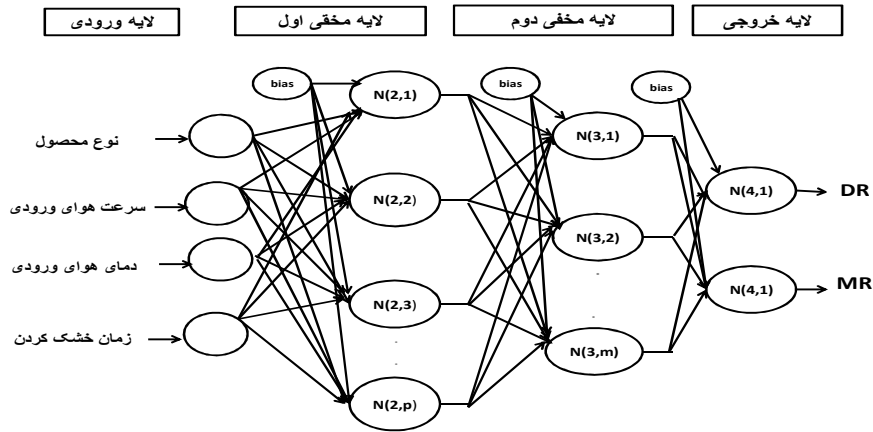 لایه ورودی
لایه مخفی اول
لایه مخفی دوم
لایه خروجی
bias
bias
bias
نوع محصول
سرعت هوای ورودی
دمای هوای ورودی
زمان خشک کردن
N(2,1)
N(2,2)
N(2,3)
N(2,p)
N(3,1)
N(3,2)
N(3,m)
N(4,1)
N(4,1)
DR
MR